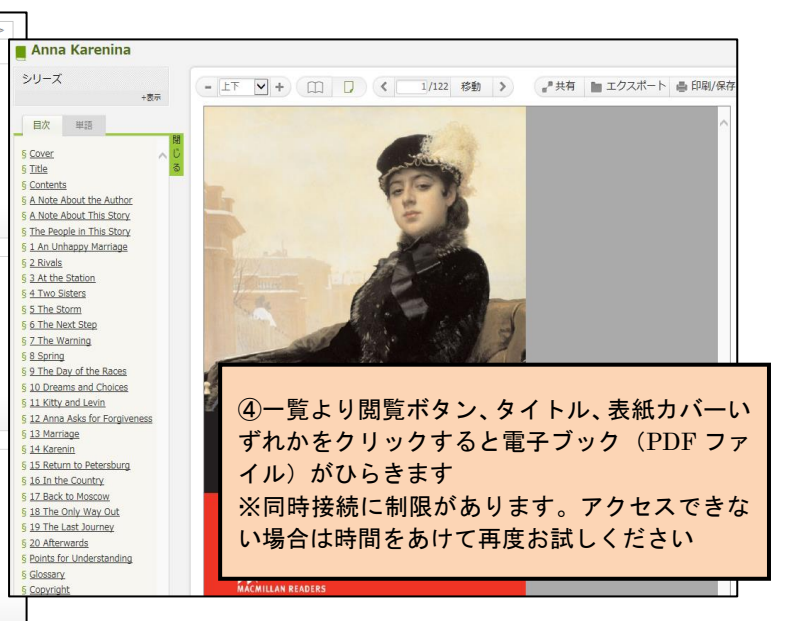 Anna Karenina
シリーズ
+表示
目次 単語
閉じる
- 上下 + 1/122 移動 共有 エクスポート 印刷/保存
§ Cover
§ Title
§ Contents
§ A Note About the Author
§ A Note About This Story
§ The People in This Story
§ 1 An Unhappy Marriage
§ 2 Rivals
§ 3 At the Station
§ 4 Two Sisters
§ 5 The Storm
§ 6 The Next Step
§ 7 The Warning
§ 8 Spring
§ 9 The Day of the Races
§ 10 Dreams and Choices
§ 11 Kitty and Levin
§ 12 Anna Asks for Forgiveness
§ 13 Marriage
§ 14 Karenin
§ 15 Return to Petersburg
§ 16 In the Country
§ 17 Back to Moscow
§ 18 The Only Way Out
§ 19 The Last Journey
§ 20 Afterwards
§ Points for Understanding
§ Glossary
§ Copyright
④一覧より閲覧ボタン、タイトル、表紙カバーい
ずれかをクリックすると電子ブック（PDF ファ
イル）がひらきます
※同時接続に制限があります。アクセスできな
い場合は時間をあけて再度お試しください
MACMILLAN READERS